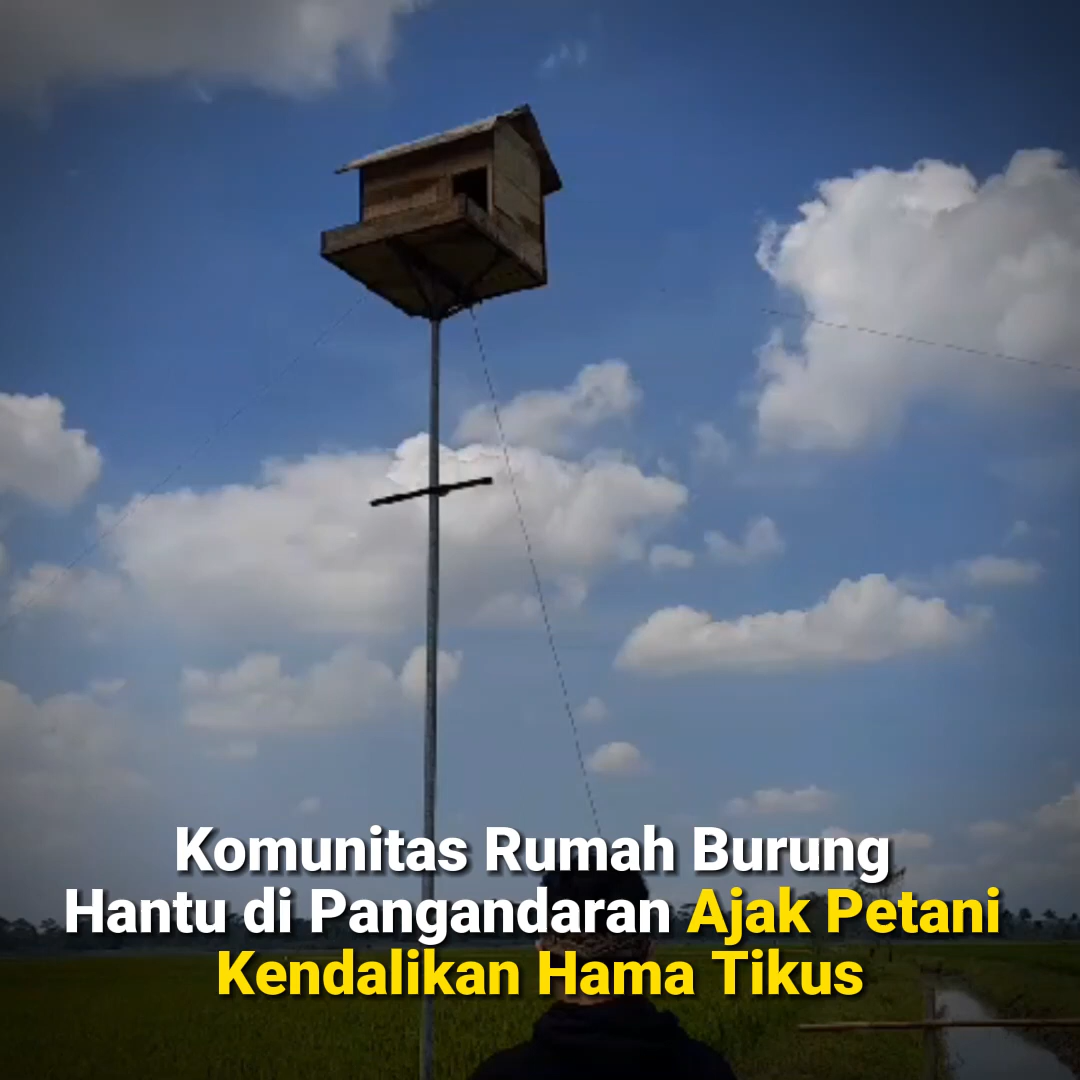 Komunitas Rumah Burung
Hantu di Pangandaran Ajak Petani
Kendalikan Hama Tikus